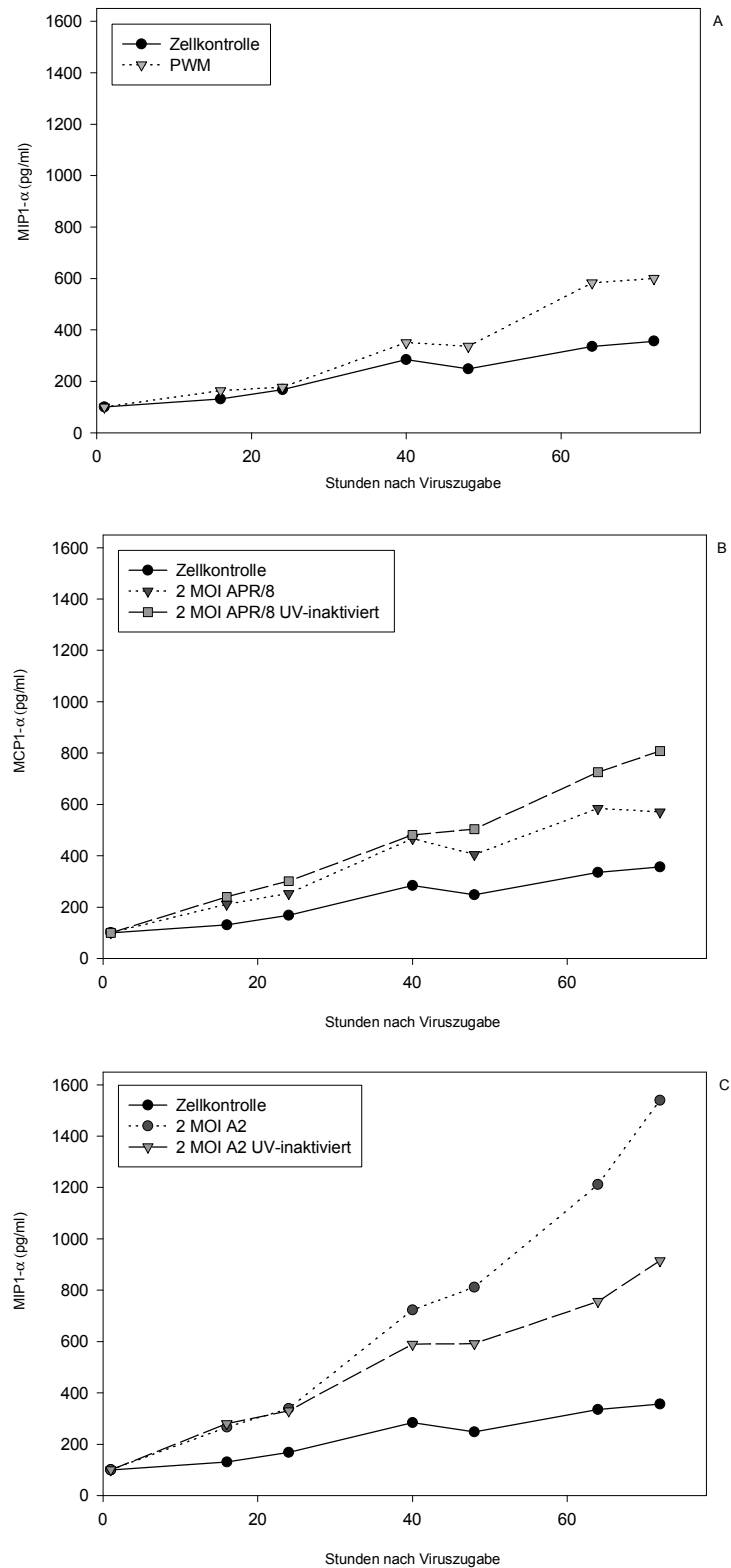 A
Zellkontrolle
PWM
MIP1-α (pg/ml)
1600
1400
1200
1000
800
600
400
200
0
0 20 40 60
Stunden nach Viruszugabe
B
Zellkontrolle
2 MOI APR/8
2 MOI APR/8 UV-inaktiviert
MCP1-α (pg/ml)
1600
1400
1200
1000
800
600
400
200
0
0 20 40 60
Stunden nach Viruszugabe
C
Zellkontrolle
2 MOI A2
2 MOI A2 UV-inaktiviert
MIP1-α (pg/ml)
1600
1400
1200
1000
800
600
400
200
0
0 20 40 60
Stunden nach Viruszugabe